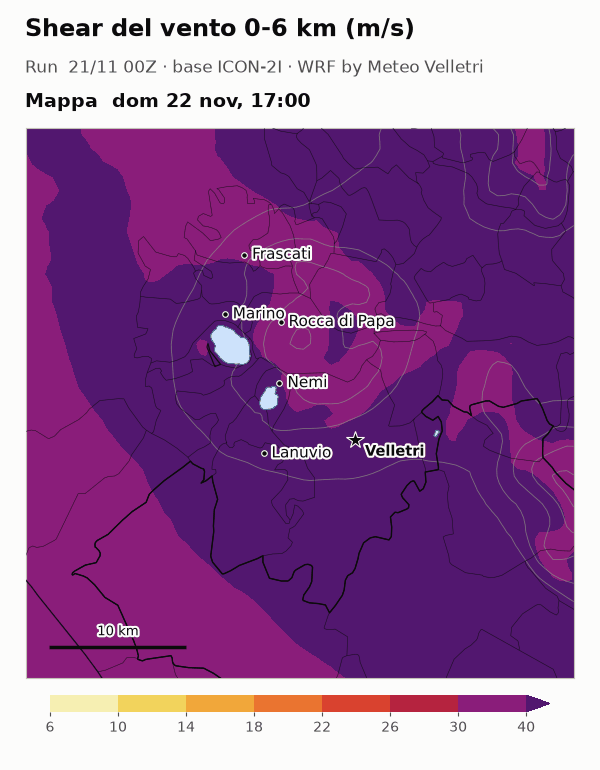 Shear del vento 0-6 km (m/s)
Run  21/11 00Z · base ICON-2I · WRF by Meteo Velletri
Mappa  dom 22 nov, 17:00
Frascati
Marino
Rocca di Papa
Nemi
Lanuvio
Velletri
10 km
6 10 14 18 22 26 30 40